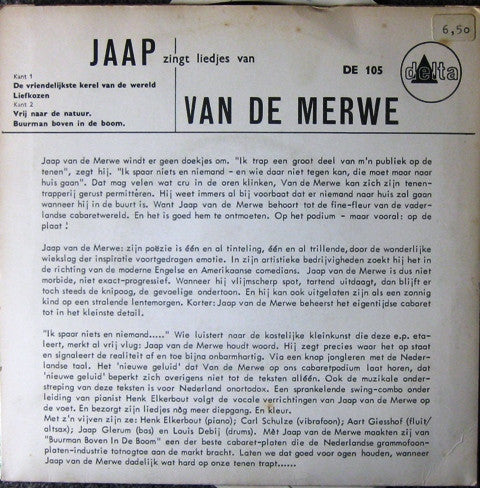 6,50
JAAP zingt liedjes van
DE 105
delta
Kant 1
De vriendelijkste kerel van de wereld
Liefkozen
Kant 2
Vrij naar de natuur.
Buurman boven in de boom.
VAN DE MERWE
Jaap van de Merwe windt er geen doekjes om. "Ik trap een groot deel van m'n publiek op de
tenen", zegt hij. "Ik spaar niets en niemand - en wie daar niet tegen kan, die moet maar naar
huis gaan". Dat mag velen wat cru in de oren klinken, Van de Merwe kan zich zijn tenen-
trapperij gerust permitéren. Hij weet immers al bij voorbaat dat er niemand naar huis zal gaan
wanneer hij in de buurt is. Want Jaap van de Merwe behoort tot de fine-fleur van de vader-
landse cabaretwereld. En het is goed hem te ontmoeten. Op het podium - maar vooral: op de
plaat!
Jaap van de Merwe: zijn poëzie is één en al tinteling, één en al trillende, door de wonderlijke
wiekslag der inspiratie voortgedragen emotie. In zijn artistieke bedrijvigheden zoekt hij het in
de richting van de moderne Engelse en Amerikaanse comedians. Jaap van de Merwe is dus niet
morbide, niet exact-progressief. Wanneer hij vlijmscherp spot, tartend uitdaagt, dan blijft er
toch steeds de knipoog, de gevoelige ondertoon. En hij kan ook uitgelaten zijn als een zonnig
kind op een stralende lentemorgen. Korter: Jaap van de Merwe beheerst het eigentijdse cabaret
tot in het kleinste detail.
"Ik spaar niets en niemand....." Wie luistert naar de kostelijke kleinkunst die deze e.p. eta-
leert, merkt al vrij vlug: Jaap van de Merwe houdt woord. Hij zegt precies waar het op staat
en signaleert de realiteit af en toe bijna onbarmhartig. Via een knap jongleren met de Neder-
landse taal. Het 'nieuwe geluid' dat Van de Merwe op ons cabaretpodium laat horen, dat
'nieuwe geluid' beperkt zich overigens niet tot de teksten alléén. Ook de muzikale onder-
streping van deze teksten is voor Nederland onortodox. Een sprankelende swing-combo onder
leiding van pianist Henk Elkerbout volgt de vocale verrichtingen van Jaap van de Merwe op
de voet. En bezorgt zijn liedjes nòg meer diepgang. En kleur.
Met z'n vijven zijn ze: Henk Elkerbout (piano); Carl Schulze (vibrafoon); Aart Giesshof (fluit/
altsax); Jaap Glerum (bas) en Louis Debij (drums). Mèt Jaap van de Merwe maakten zij van
"Buurman Boven In De Boom" een der beste cabaret-platen die de Nederlandse grammofoon-
platen-industrie totnogtoe aan de markt bracht. Laten we dat goed voor ogen houden, wanneer
Jaap van de Merwe dadelijk wat hard op onze tenen trapt......